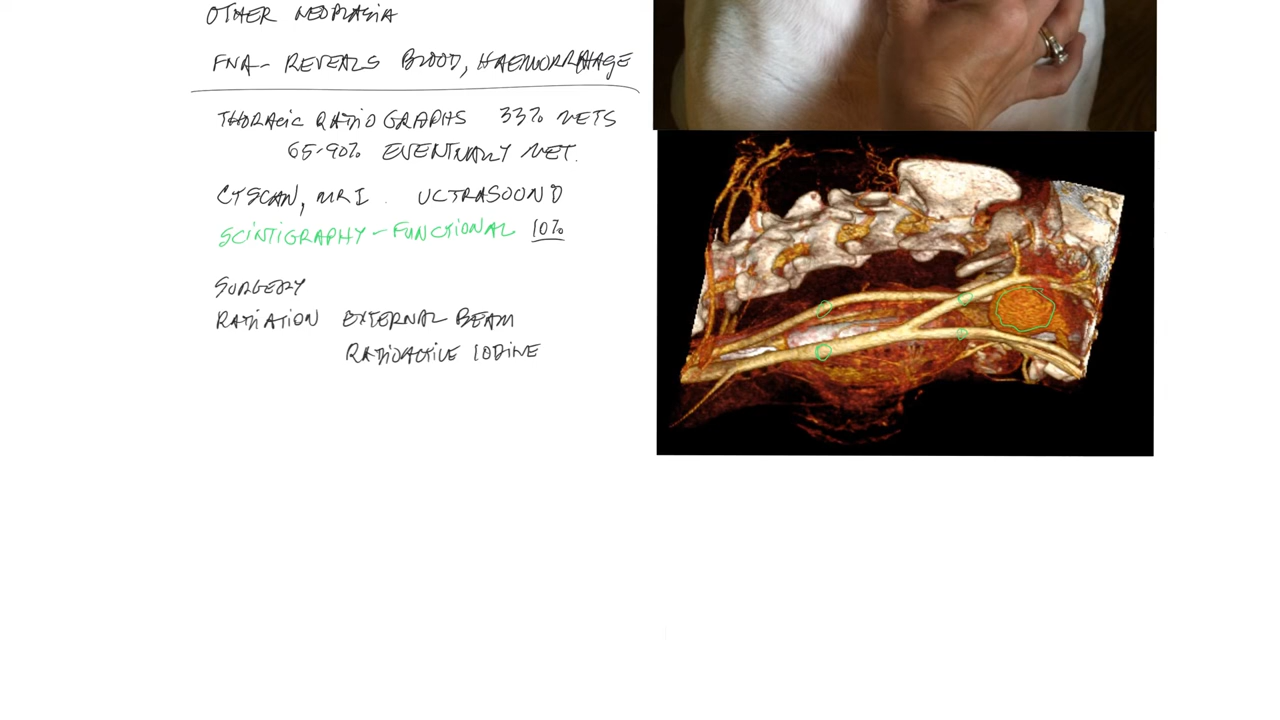 OTHER NEOPLASIA
FNA- REVEALS BLOOD, HAEMORRHAGE
THORACIC RADIOGRAPHS 33% METS
65-90% EVENTUALLY MET.
CT SCAN, MRI. ULTRASOUND
SCINTIGRAPHY - FUNCTIONAL 10%
SURGERY
RADIATION EXTERNAL BEAM
RADIOACTIVE IODINE